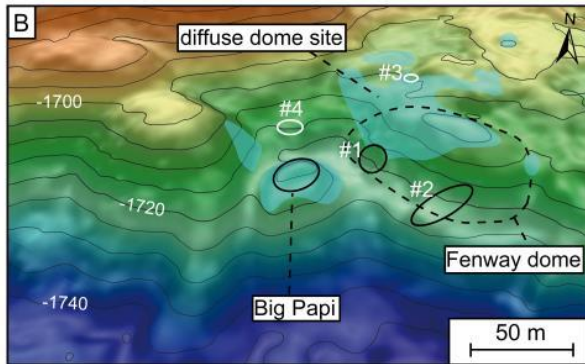 B
N
diffuse dome site
#3
-1700
#4
#1
#2
-1720
Fenway dome
-1740
Big Papi
50 m